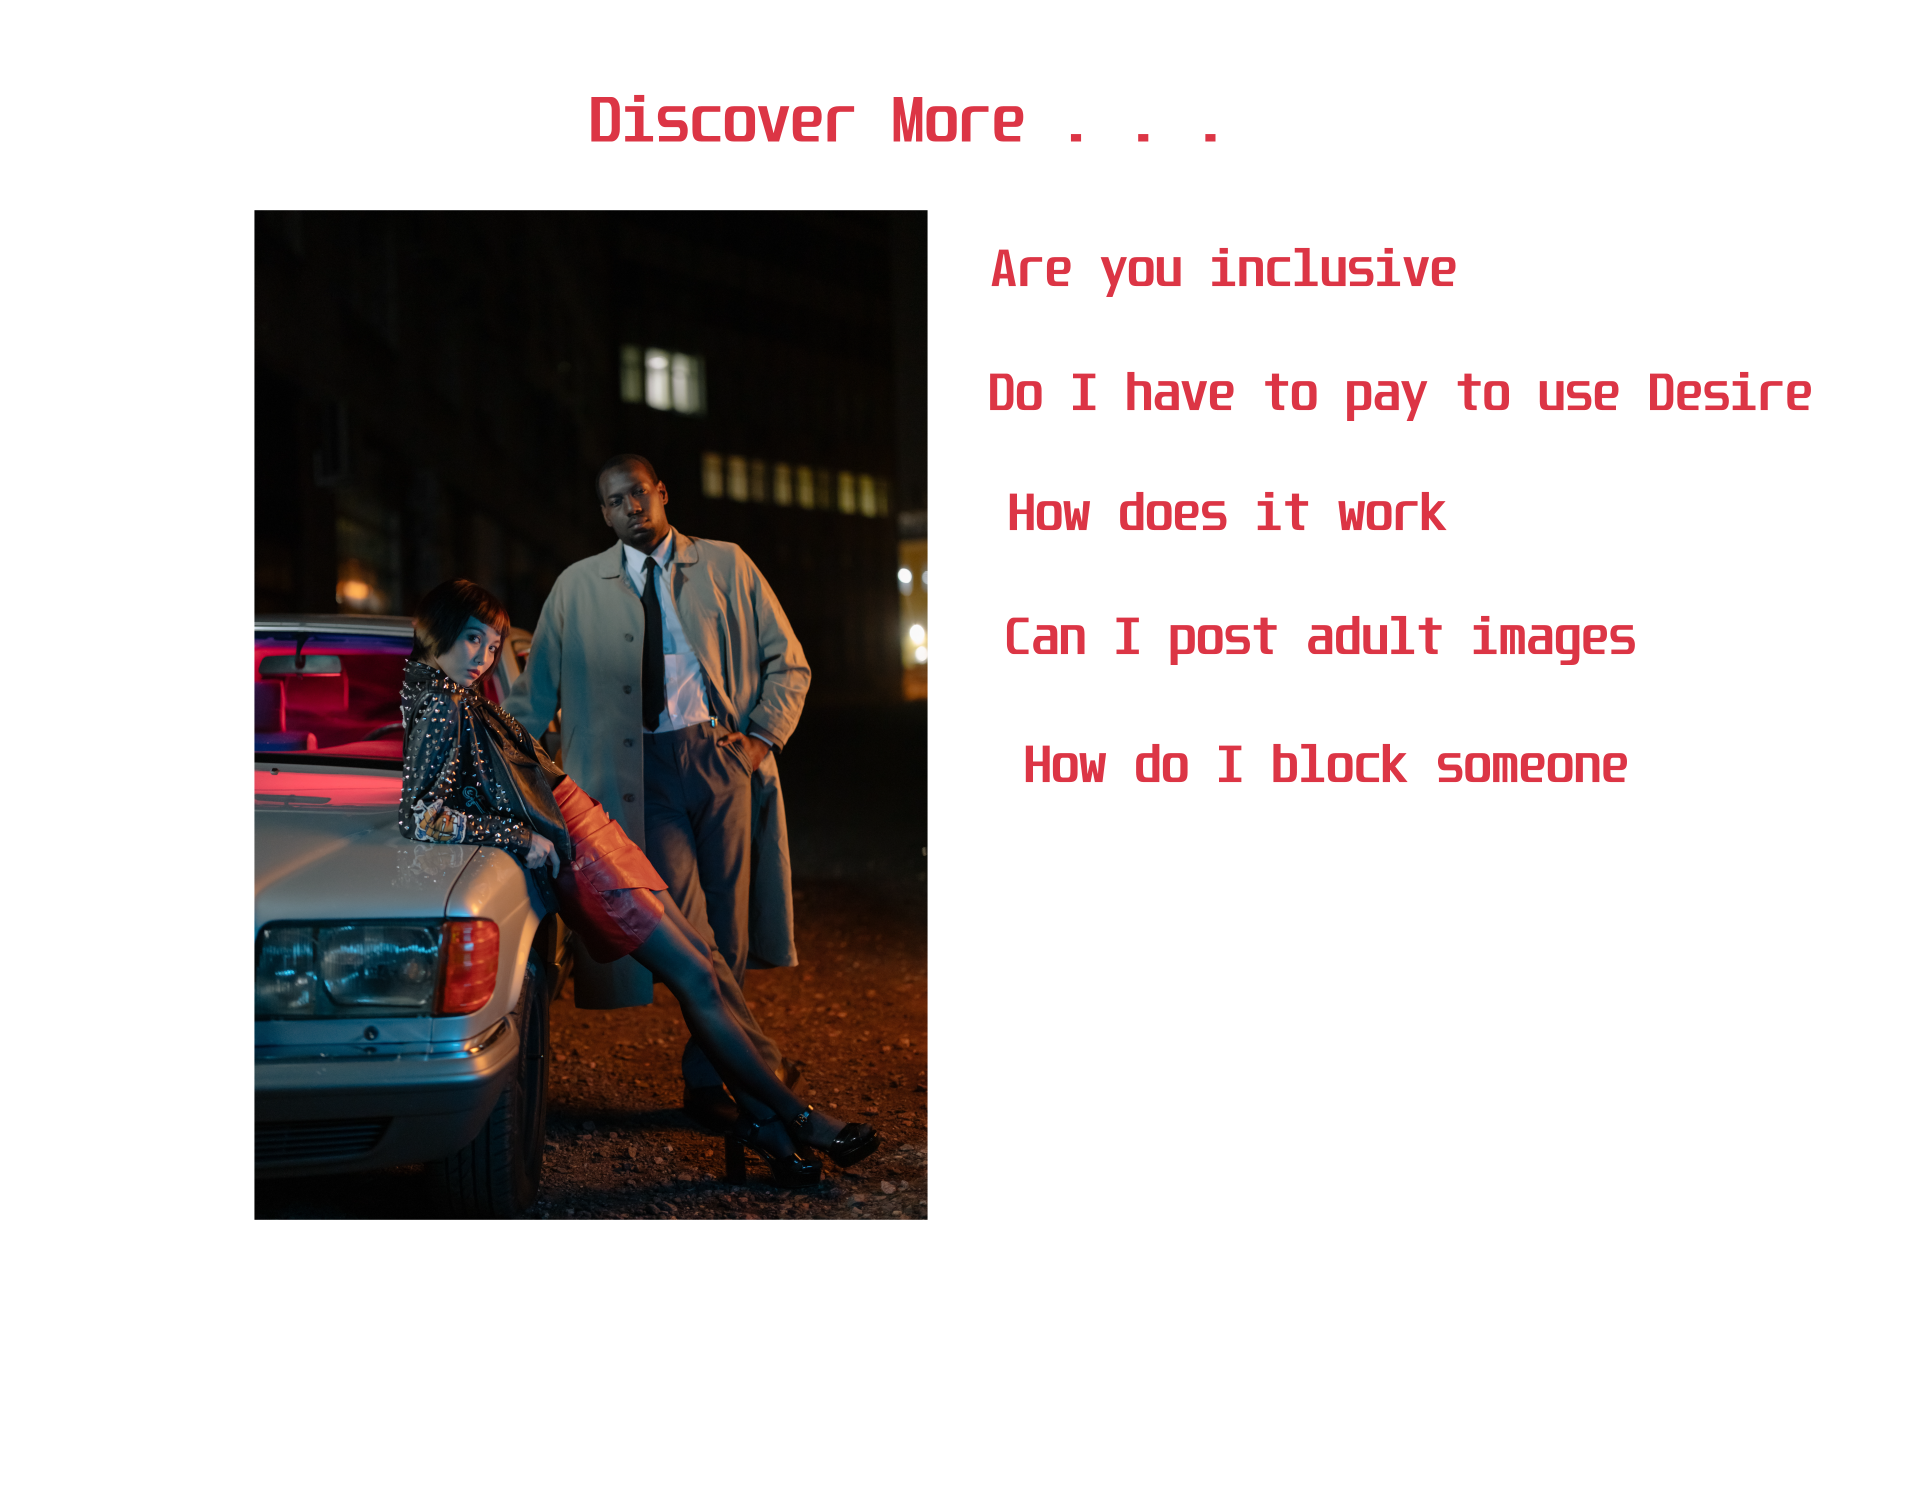 Discover More . . .
Are you inclusive
Do I have to pay to use Desire
How does it work
Can I post adult images
How do I block someone